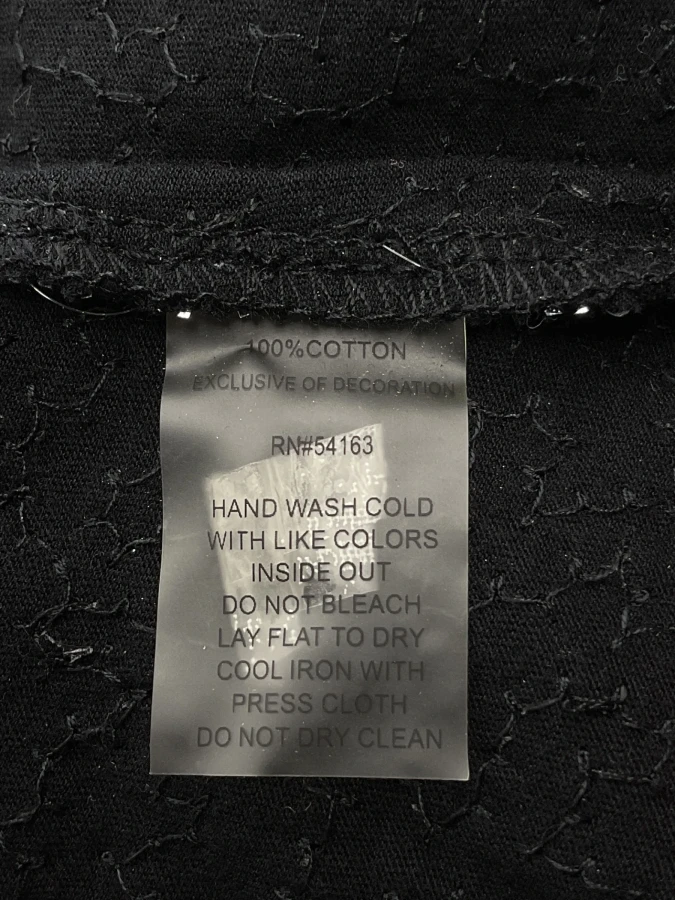 100%COTTON
EXCLUSIVE OF DECORATION
RN#54163
HAND WASH COLD
WITH LIKE COLORS
INSIDE OUT
DO NOT BLEACH
LAY FLAT TO DRY
COOL IRON WITH
PRESS CLOTH
DO NOT DRY CLEAN